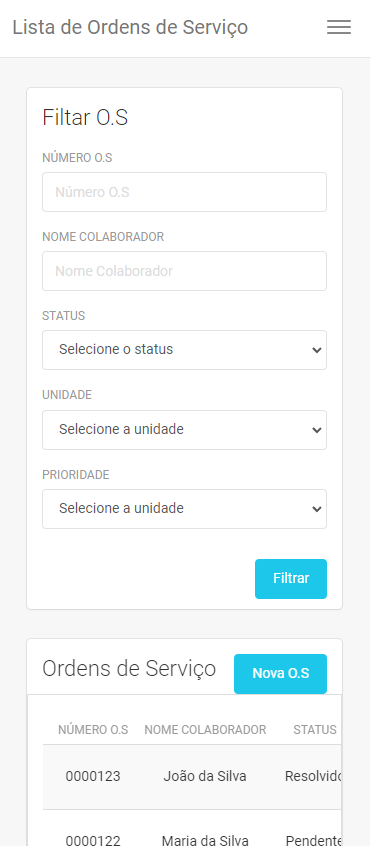 Lista de Ordens de Serviço
Filtar O.S
NÚMERO O.S
Número O.S
NOME COLABORADOR
Nome Colaborador
STATUS
Selecione o status
UNIDADE
Selecione a unidade
PRIORIDADE
Selecione a unidade
Filtrar
Ordens de Serviço Nova O.S
NÚMERO O.S NOME COLABORADOR STATUS
0000123 João da Silva Resolvido
0000122 Maria da Silva Pendente